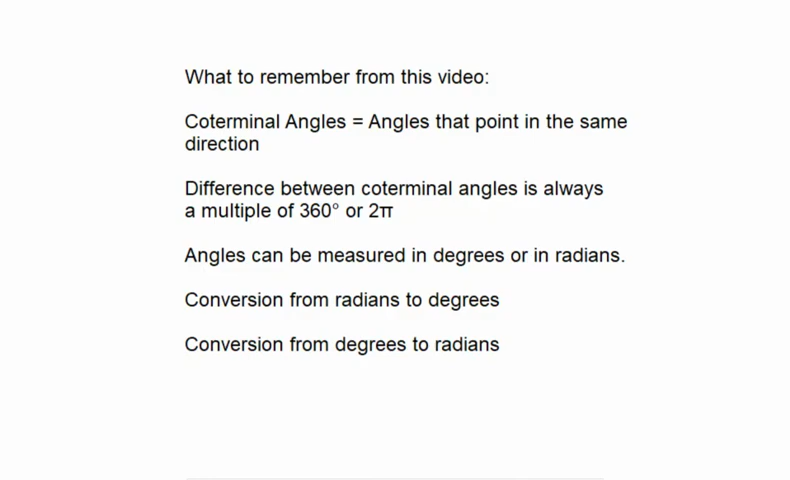 What to remember from this video:
Coterminal Angles = Angles that point in the same
direction
Difference between coterminal angles is always
a multiple of 360° or 2π
Angles can be measured in degrees or in radians.
Conversion from radians to degrees
Conversion from degrees to radians